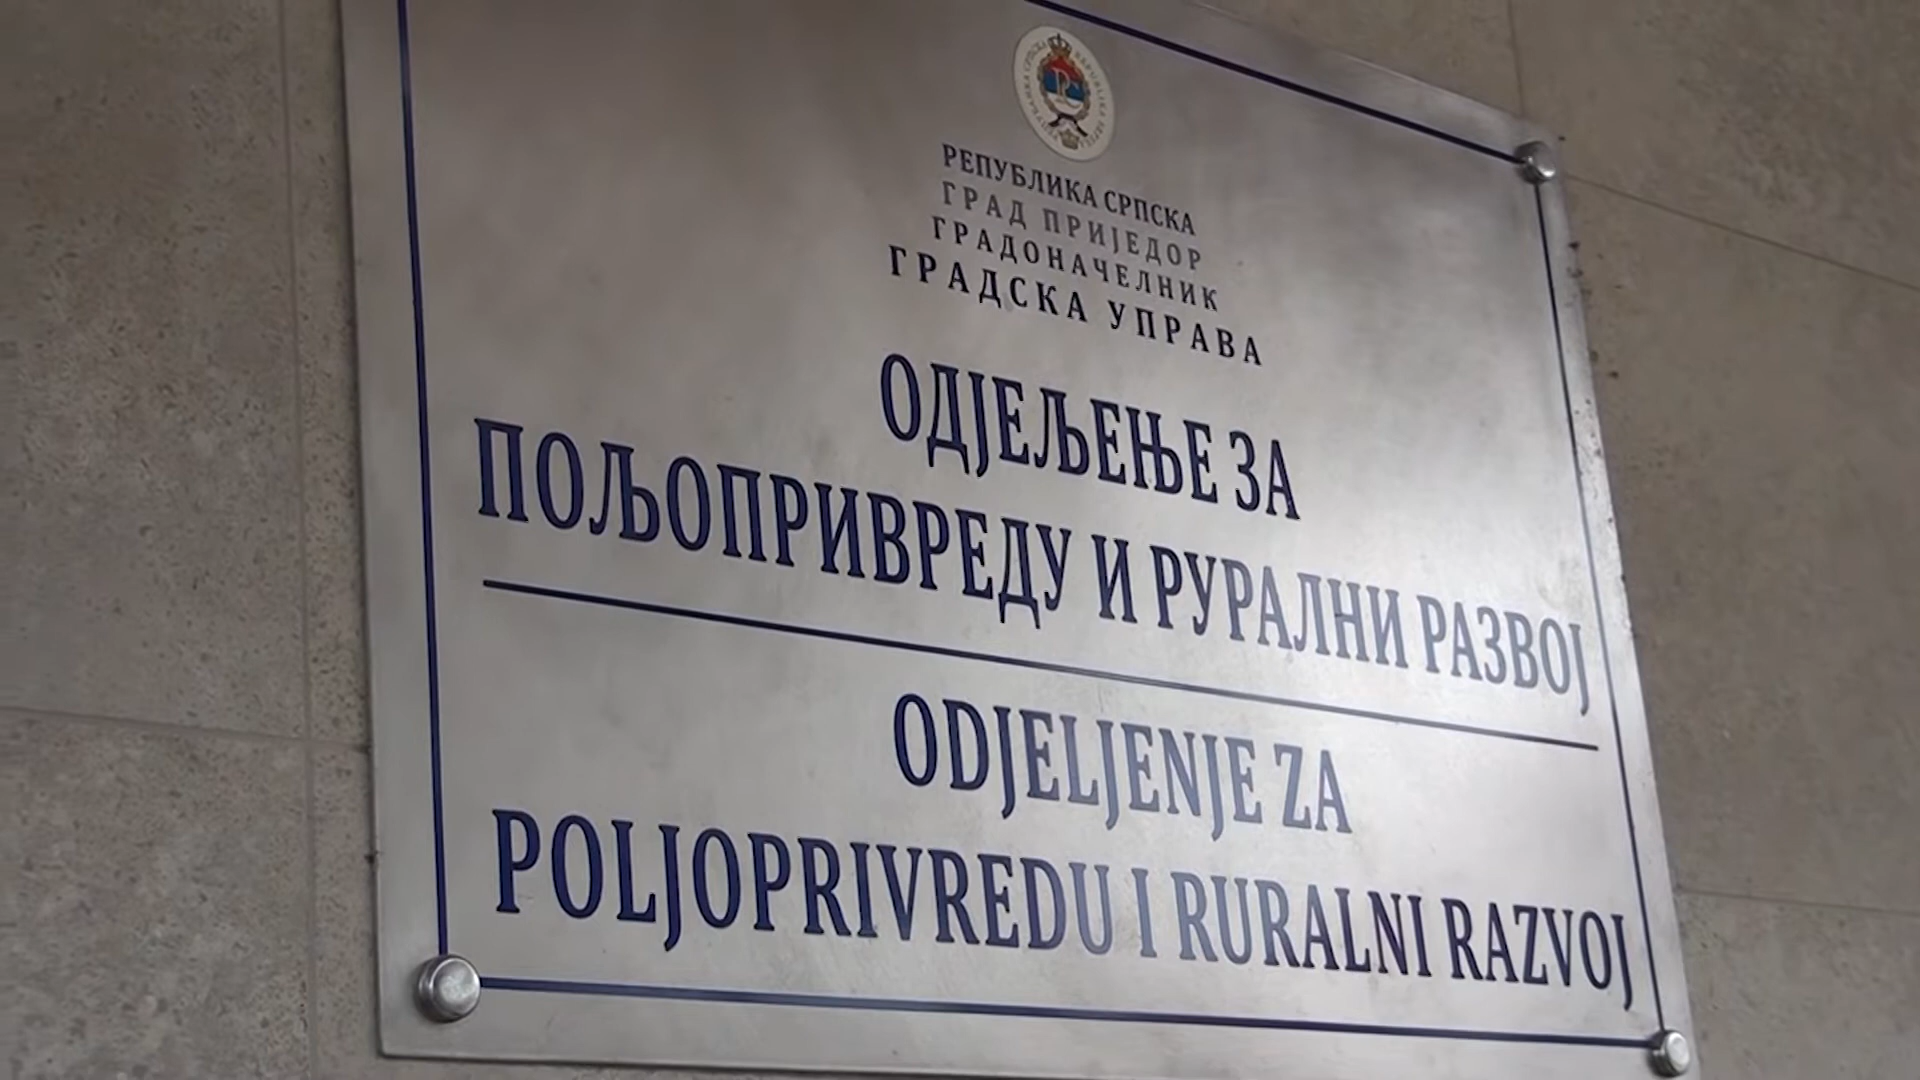 РЕПУБЛИКА СРПСКА
ГРАД ПРИЈЕДОР
ГРАДОНАЧЕЛНИК
ГРАДСКА УПРАВА
ОДЈЕЉЕЊЕ ЗА
ПОЉОПРИВРЕДУ И РУРАЛНИ РАЗВОЈ
ODJELJENJE ZA
POLJOPRIVREDU I RURALNI RAZVOJ